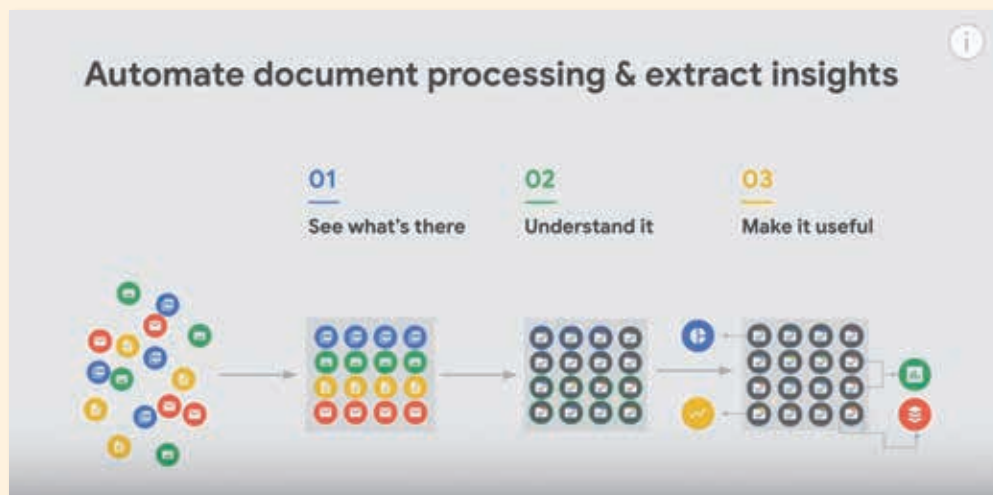 Automate document processing & extract insights
01
See what's there
02
Understand it
03
Make it useful